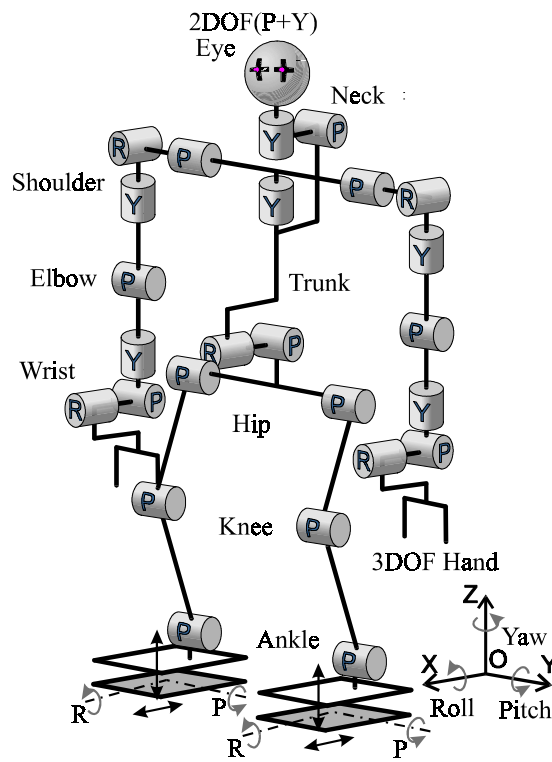 2DOF(P+Y)
Eye
Neck :
Y P
R P
P R
Shoulder
Y Y
Y
Elbow P
Trunk
P
Y
R P
Wrist
P
P
Y
R P
Hip
R P
P
Knee
P
3DOF Hand
P
Ankle
P
Z
Yaw
X O Y
Roll Pitch
R P
R P